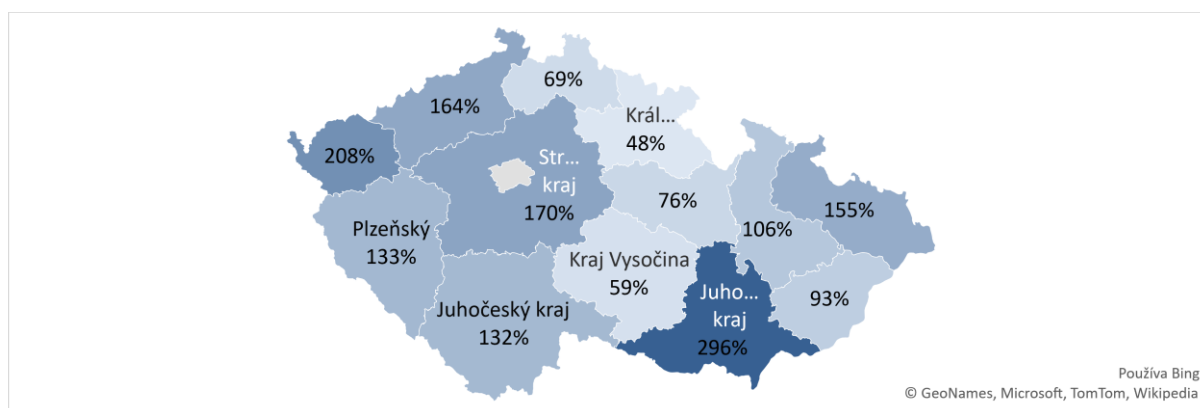 69%
164%
Král...
48%
208%
Str...
kraj
170%
76%
155%
106%
Plzeňský
133%
Kraj Vysočina
59%
93%
Juhočeský kraj
132%
Juho...
kraj
296%
Používa Bing
© GeoNames, Microsoft, TomTom, Wikipedia